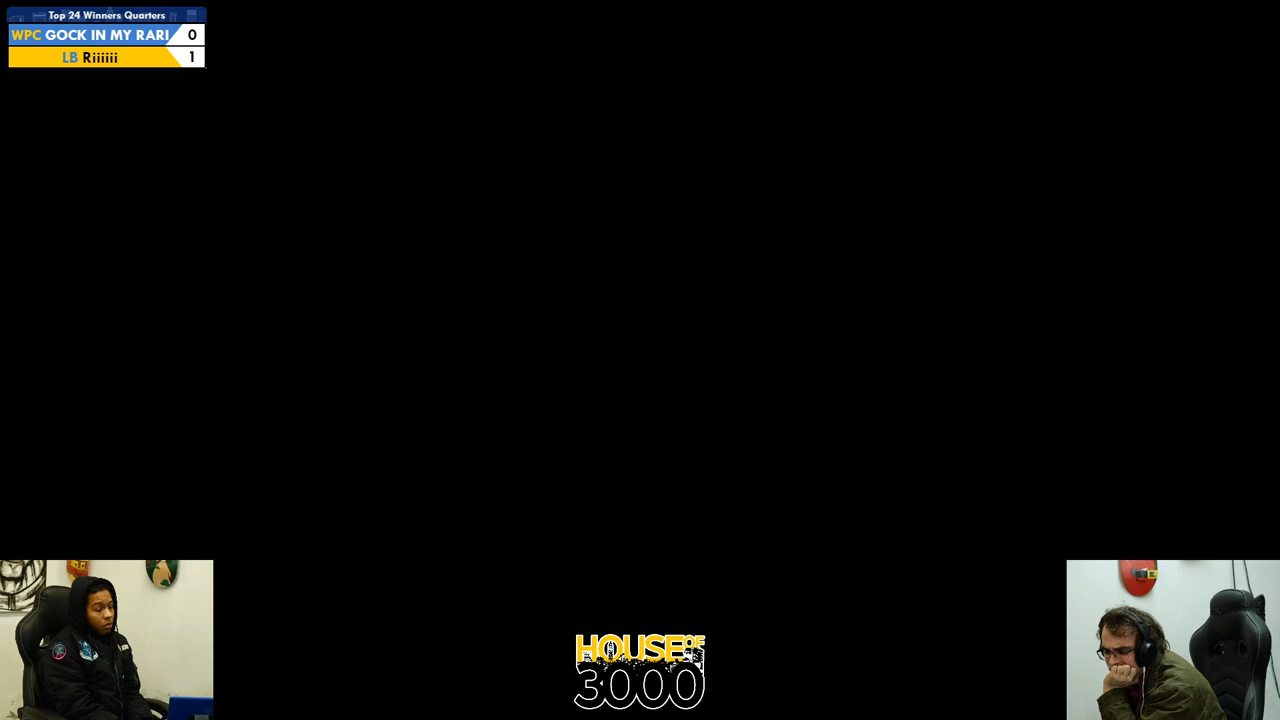 Top 24 Winners Quarters
WPC GOCK IN MY RARI 0
LB Riiiiii 1
HOUSE OF
3000